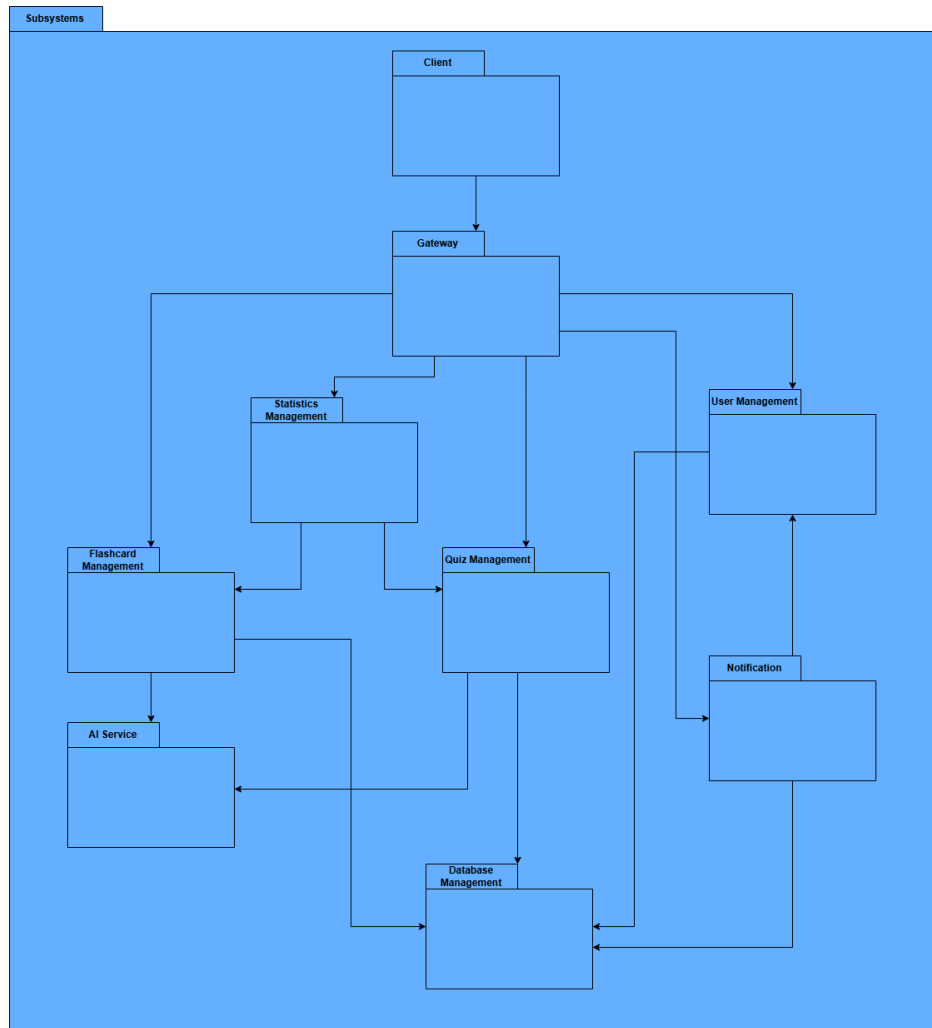 Subsystems
Client
Gateway
Statistics
Management
User Management
Flashcard
Management
Quiz Management
Notification
AI Service
Database
Management